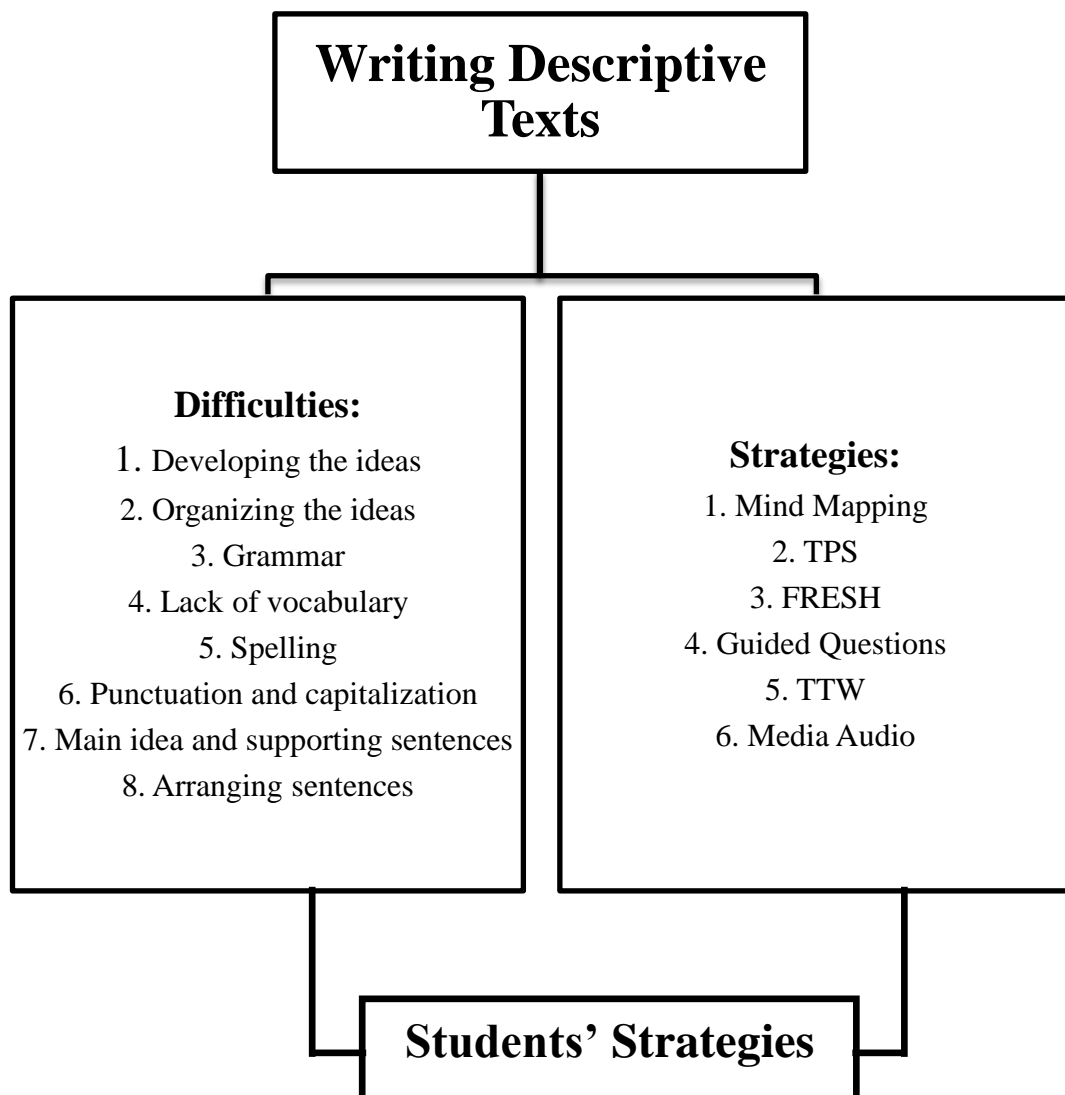 Writing Descriptive
Texts
Difficulties:
1. Developing the ideas
2. Organizing the ideas
3. Grammar
4. Lack of vocabulary
5. Spelling
6. Punctuation and capitalization
7. Main idea and supporting sentences
8. Arranging sentences
Strategies:
1. Mind Mapping
2. TPS
3. FRESH
4. Guided Questions
5. TTW
6. Media Audio
Students’ Strategies